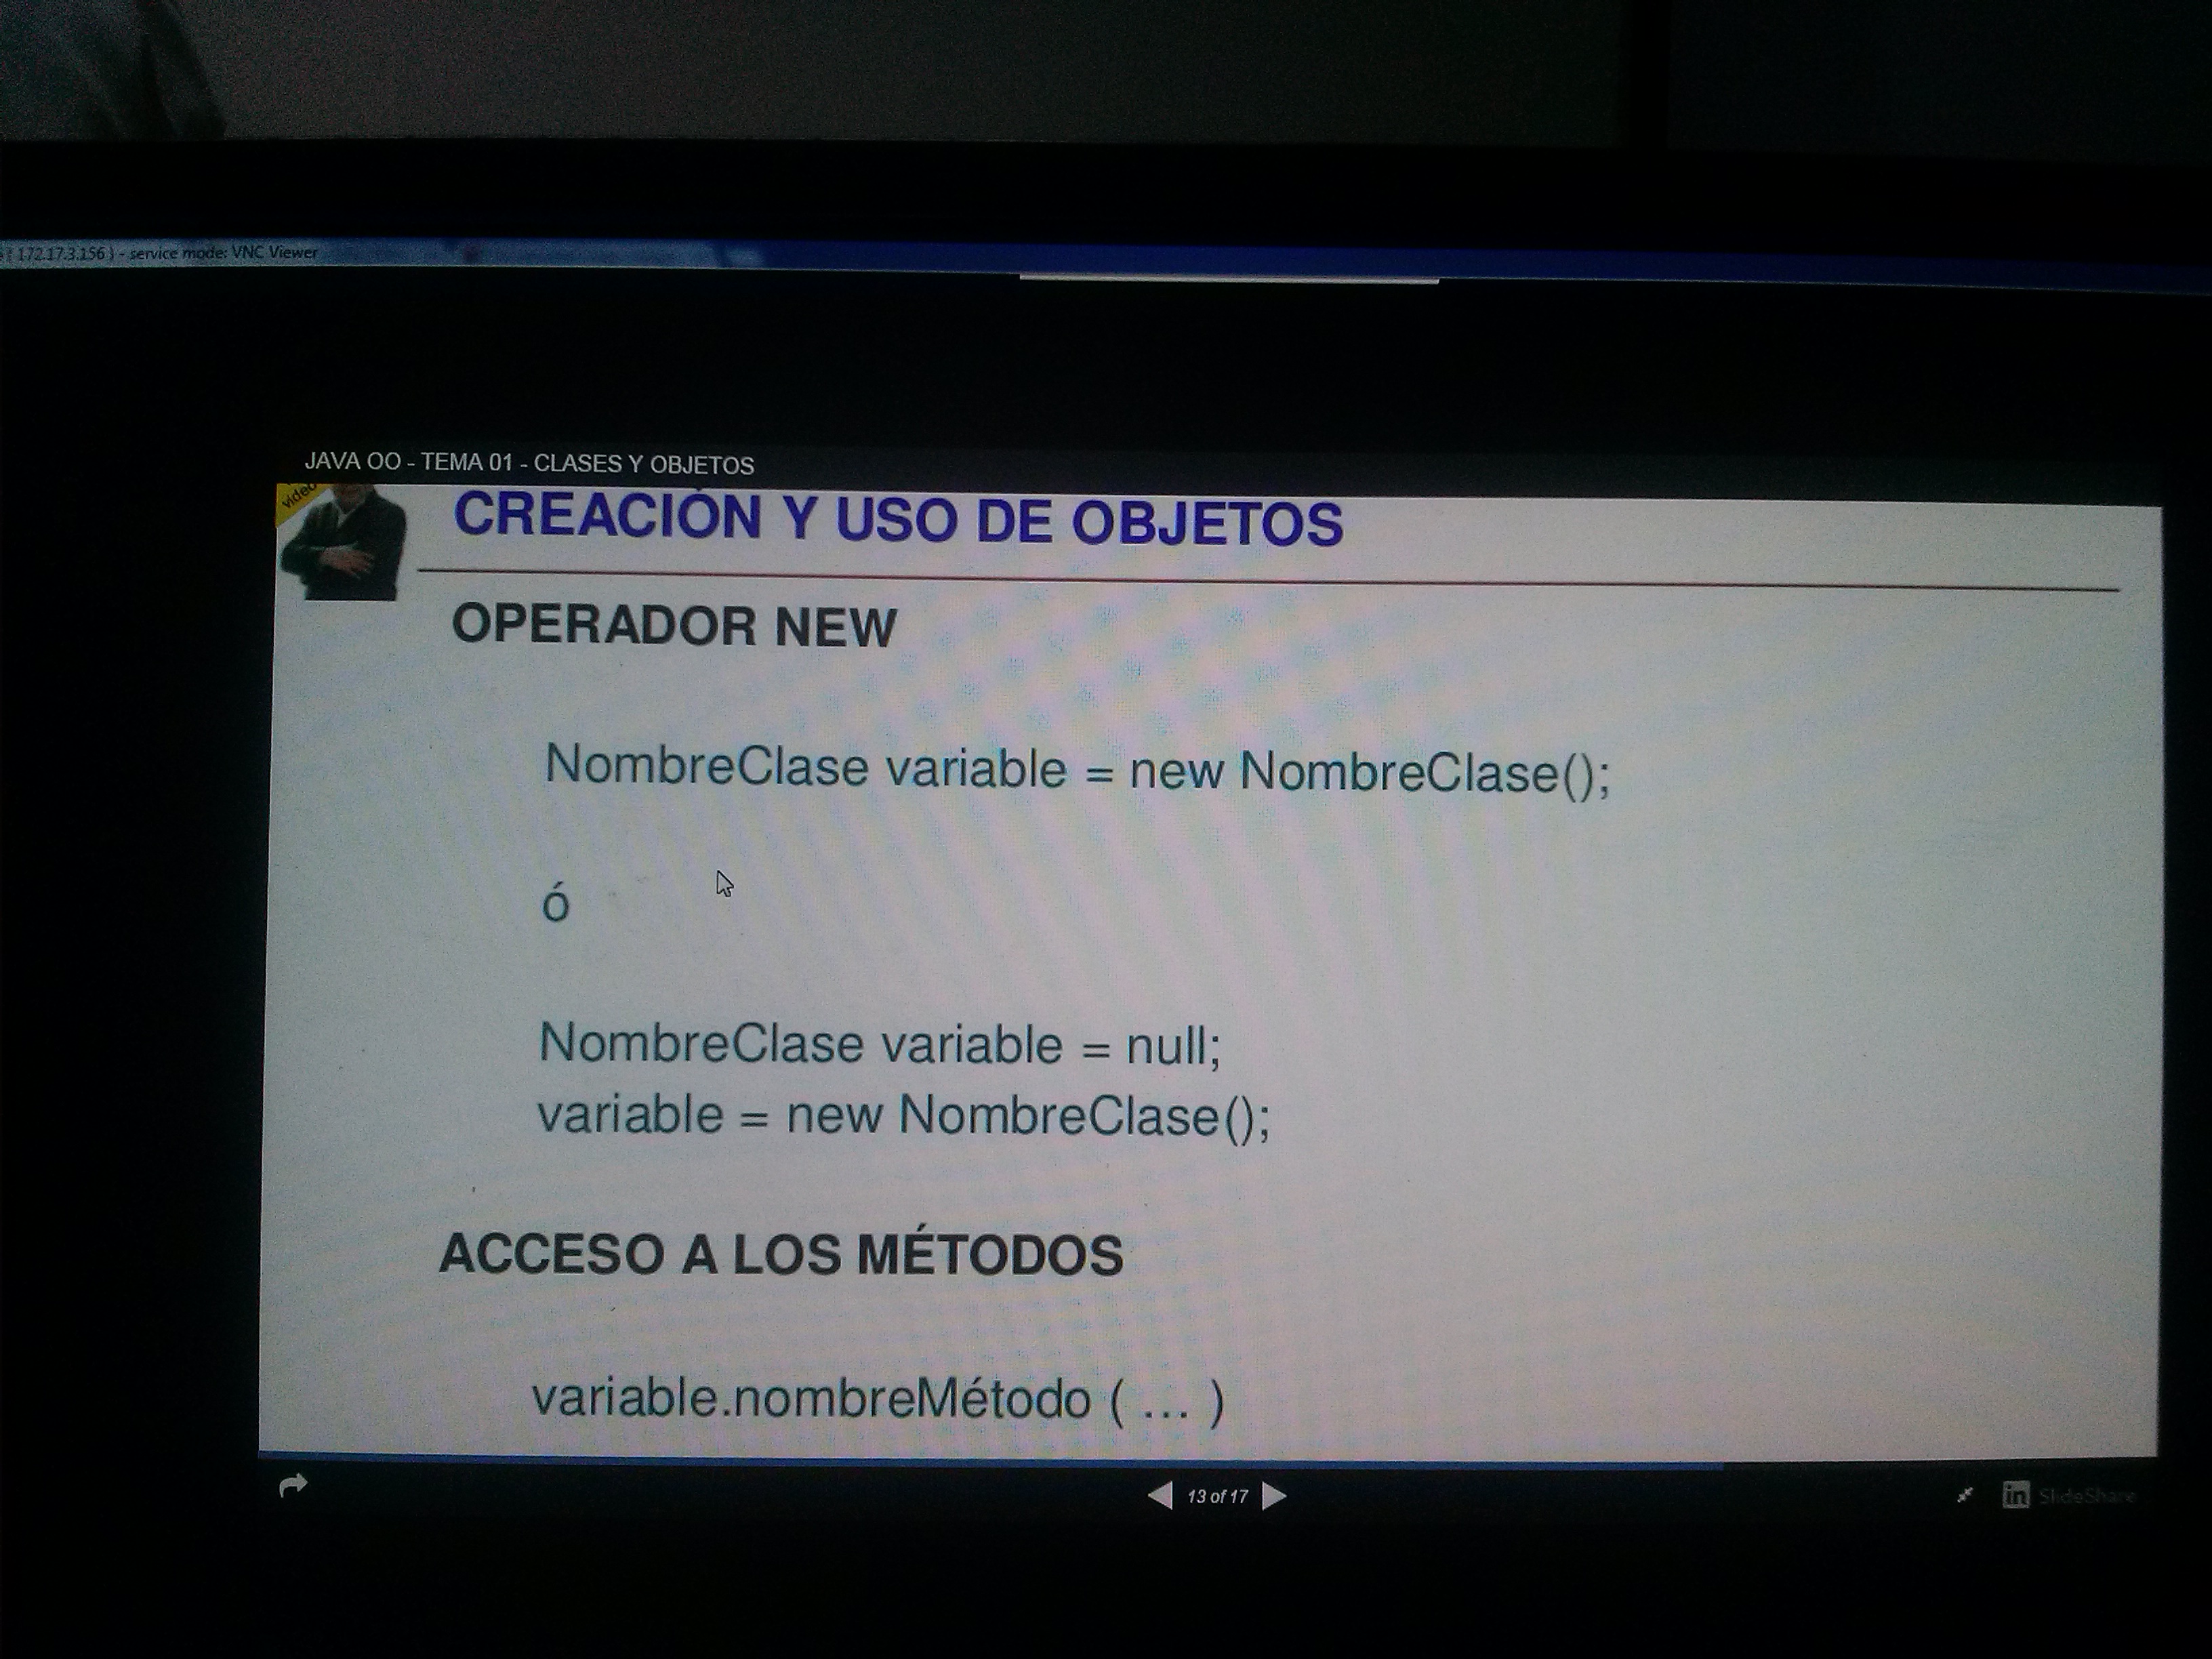 172.17.3.156 ) - service mode: VNC Viewer
JAVA OO - TEMA 01 - CLASES Y OBJETOS
video
CREACIÓN Y USO DE OBJETOS
OPERADOR NEW
NombreClase variable = new NombreClase();
ó
NombreClase variable = null;
variable = new NombreClase();
ACCESO A LOS MÉTODOS
variable.nombreMétodo ( ... )
13 of 17
in SlideShare